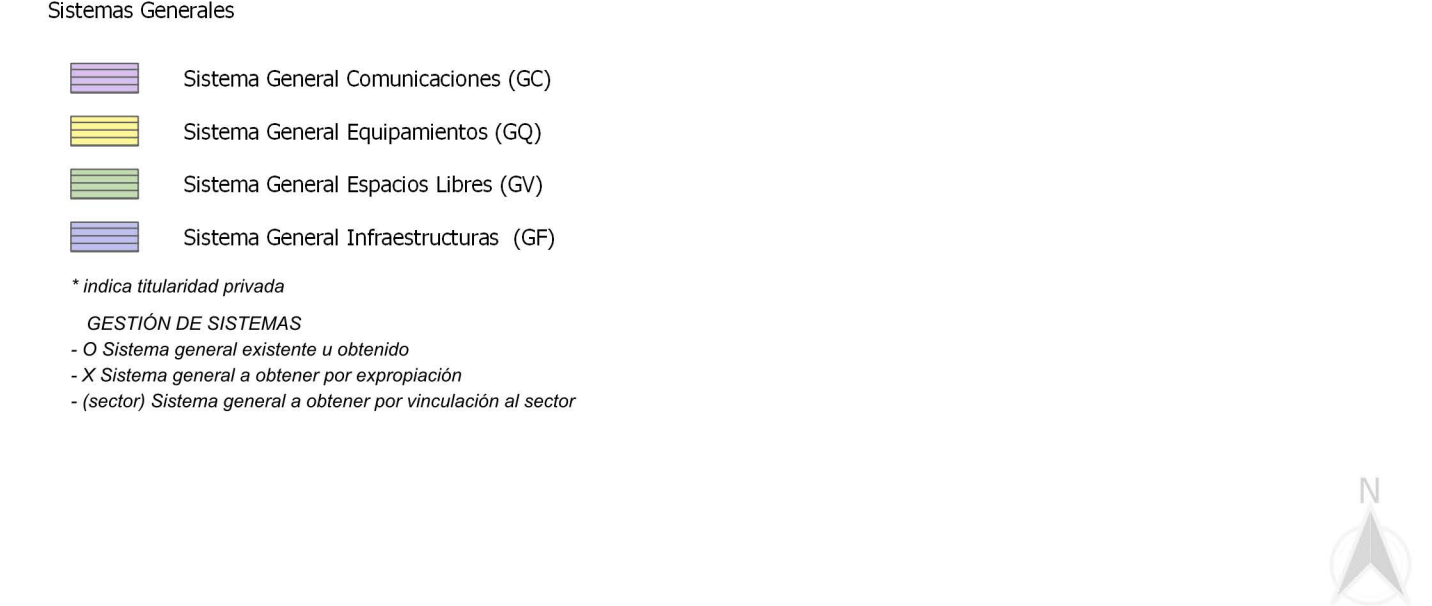 Sistemas Generales
Sistema General Comunicaciones (GC)
Sistema General Equipamientos (GQ)
Sistema General Espacios Libres (GV)
Sistema General Infraestructuras (GF)
* indica titularidad privada
GESTIÓN DE SISTEMAS
- O Sistema general existente u obtenido
- X Sistema general a obtener por expropiación
- (sector) Sistema general a obtener por vinculación al sector
N